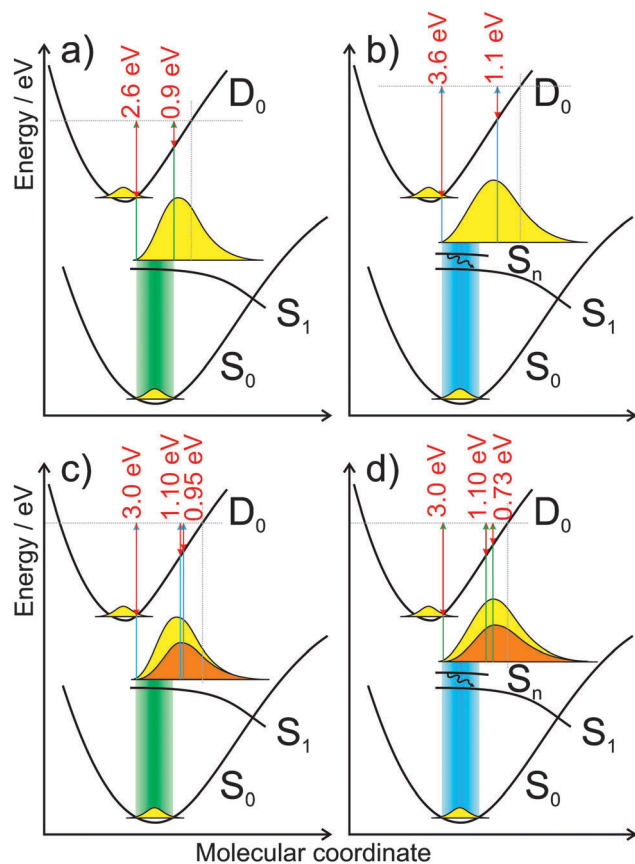 a)
2.6 eV
0.9 eV
D0
S1
S0
Energy / eV
b)
3.6 eV
1.1 eV
D0
Sn
S1
S0
c)
3.0 eV
1.10 eV
0.95 eV
D0
S1
S0
Energy / eV
d)
3.0 eV
1.10 eV
0.73 eV
D0
Sn
S1
S0
Molecular coordinate